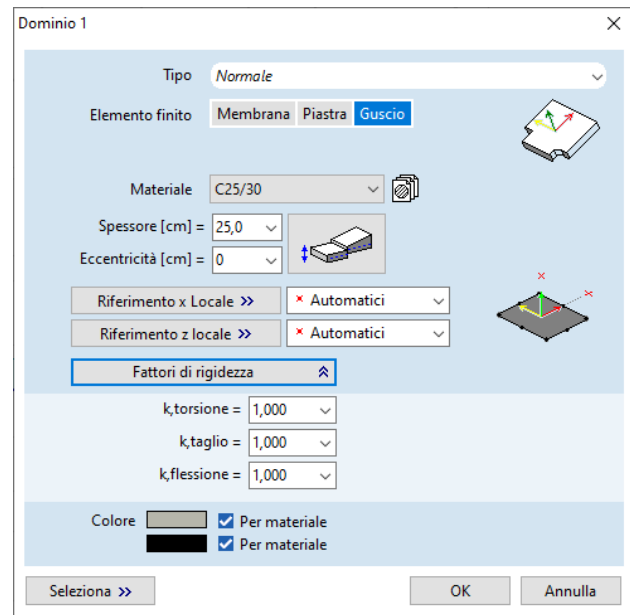 Dominio 1
Tipo Normale
Elemento finito Membrana Piastra Guscio
Materiale C25/30
Spessore [cm] = 25,0
Eccentricità [cm] = 0
Riferimento x Locale >> × Automatici
Riferimento z locale >> × Automatici
Fattori di rigidezza
k,torsione = 1,000
k,taglio = 1,000
k,flessione = 1,000
Colore Per materiale
Per materiale
Seleziona >> OK Annulla